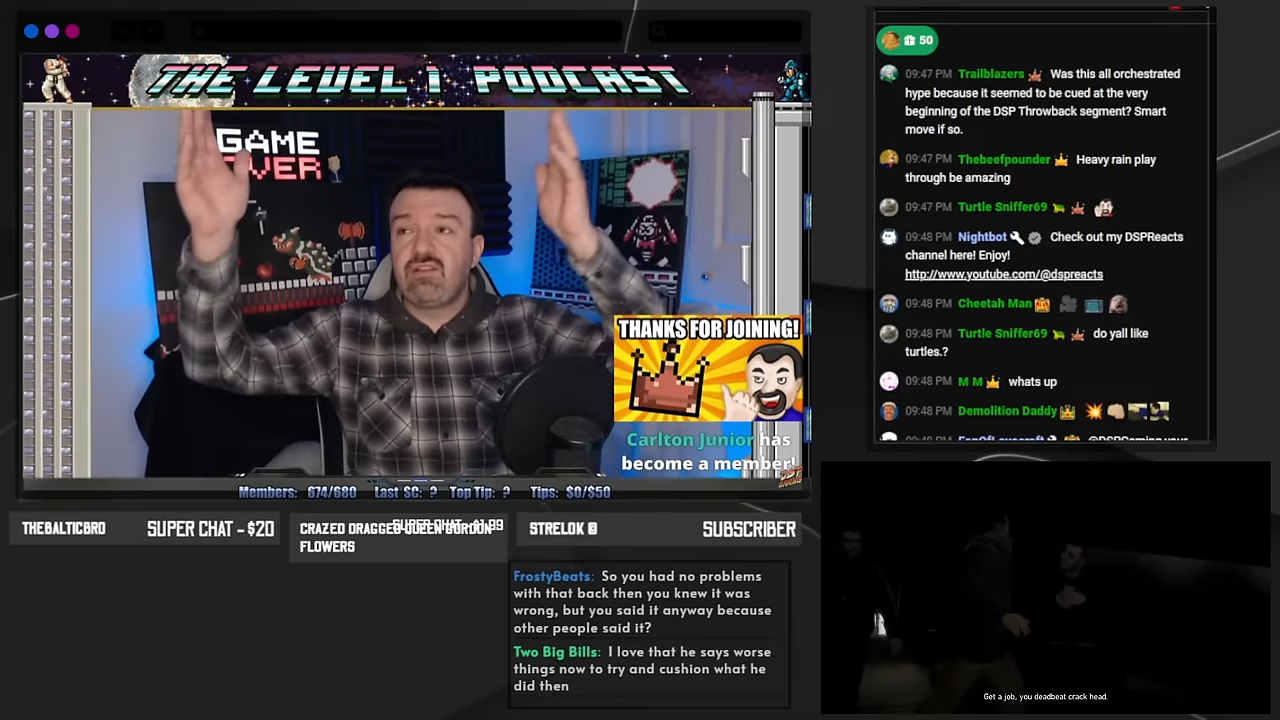 THE LEVEL 1 PODCAST
GAME
OVER
THANKS FOR JOINING!
Carlton Junior has
become a member!
Members: 674/680 Last SC: ? Top Tip: ? Tips: $0/$50
THEBALTICBRO SUPER CHAT - $20
CRAZED DRAGGED QUEEN GORDON
FLOWERS
STRELOK SUBSCRIBER
FrostyBeats: So you had no problems
with that back then you knew it was
wrong, but you said it anyway because
other people said it?
Two Big Bills: I love that he says worse
things now to try and cushion what he
did then
50
09:47 PM Trailblazers Was this all orchestrated
hype because it seemed to be cued at the very
beginning of the DSP Throwback segment? Smart
move if so.
09:47 PM Thebeefpounder Heavy rain play
through be amazing
09:47 PM Turtle Sniffer69
09:48 PM Nightbot Check out my DSPReacts
channel here! Enjoy!
http://www.youtube.com/@dspreacts
09:48 PM Cheetah Man
09:48 PM Turtle Sniffer69 do yall like
turtles.?
09:48 PM M M whats up
09:48 PM Demolition Daddy
Get a job, you deadbeat crack head.